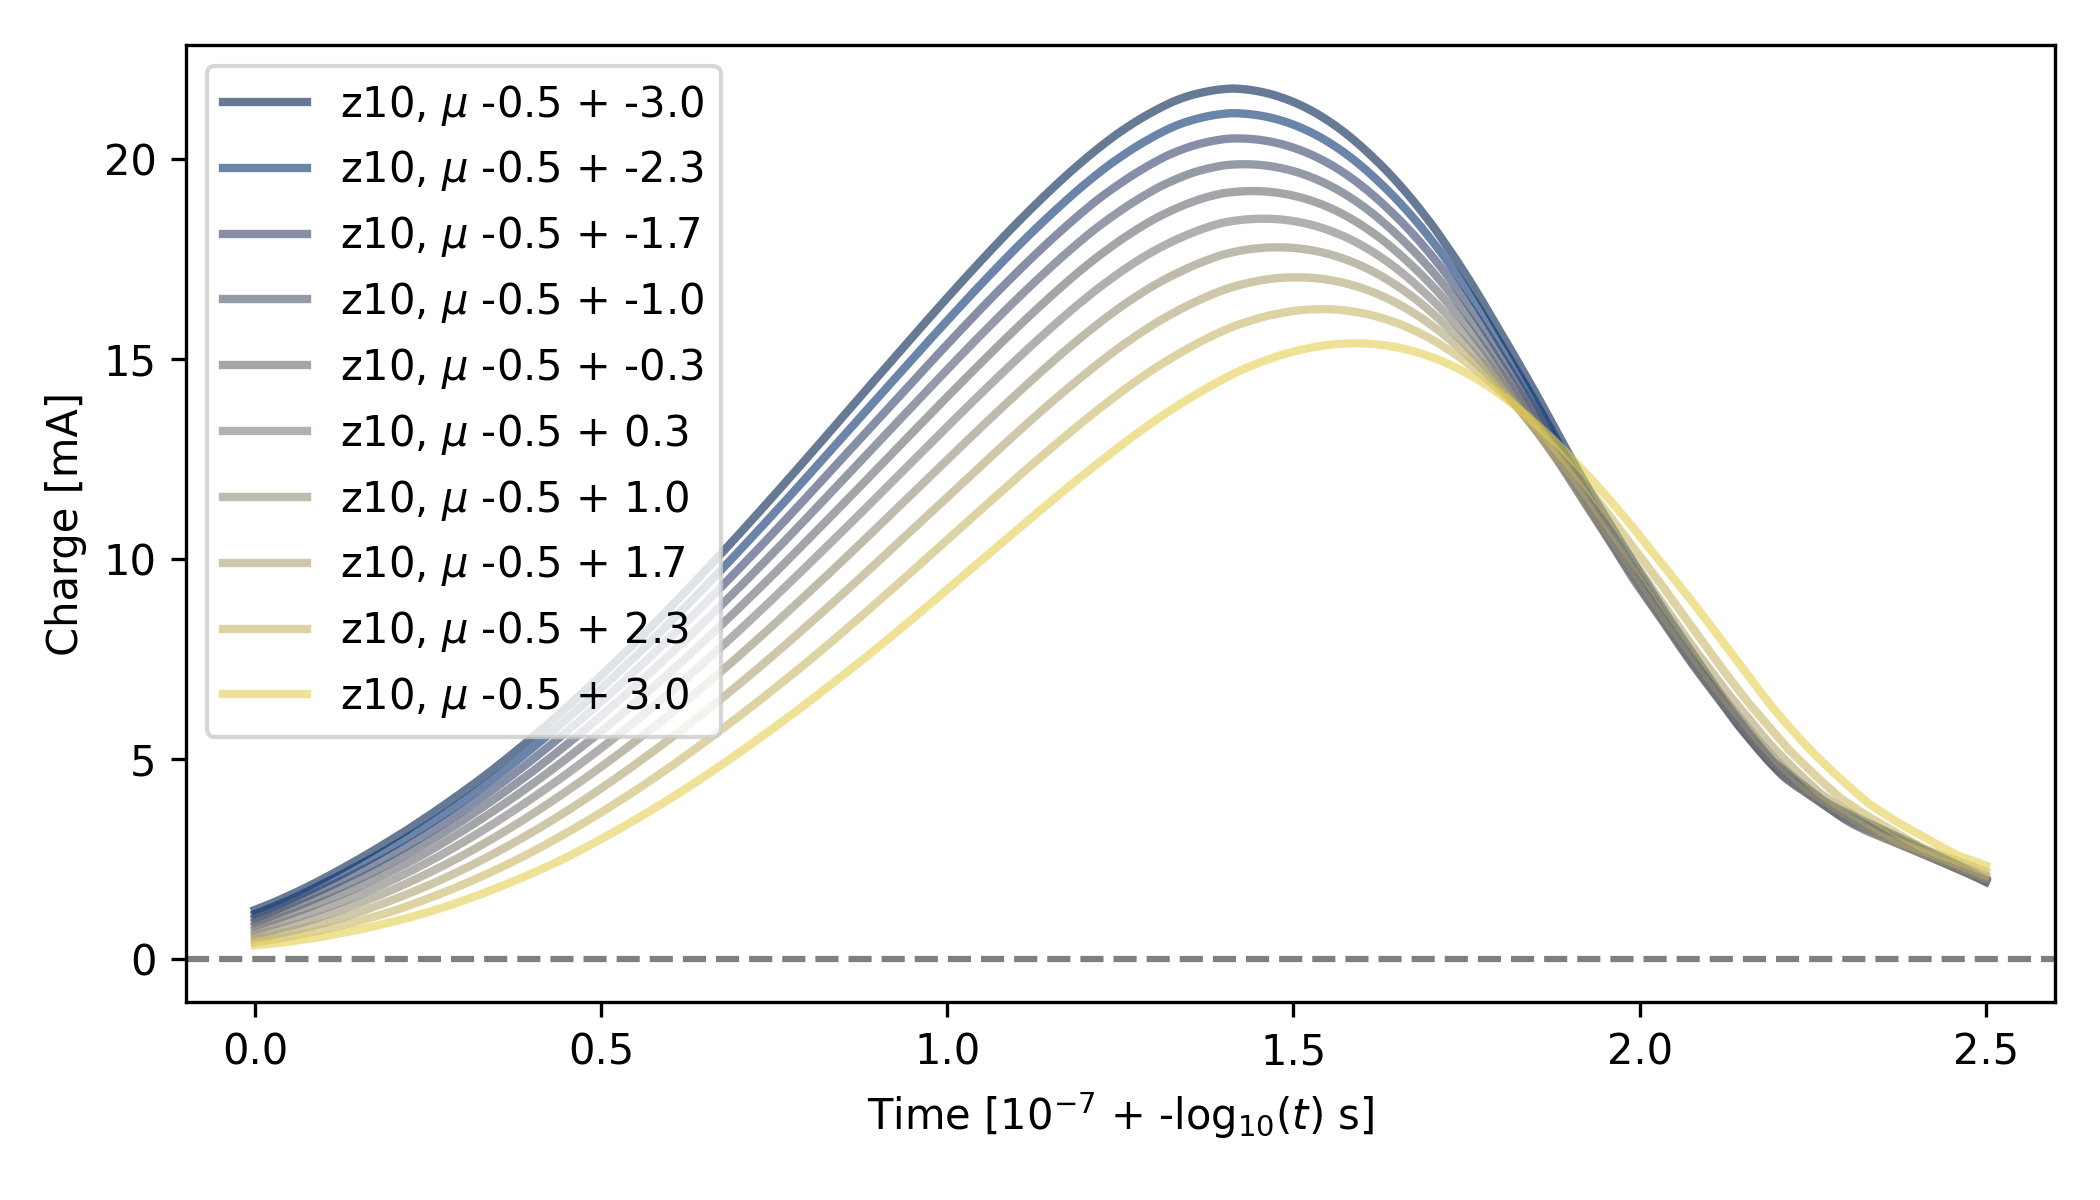 z10, μ -0.5 + -3.0
z10, μ -0.5 + -2.3
z10, μ -0.5 + -1.7
z10, μ -0.5 + -1.0
z10, μ -0.5 + -0.3
z10, μ -0.5 + 0.3
z10, μ -0.5 + 1.0
z10, μ -0.5 + 1.7
z10, μ -0.5 + 2.3
z10, μ -0.5 + 3.0
Charge [mA]
20
15
10
5
0
0.0 0.5 1.0 1.5 2.0 2.5
Time [10⁻⁷ + -log₁₀(t) s]